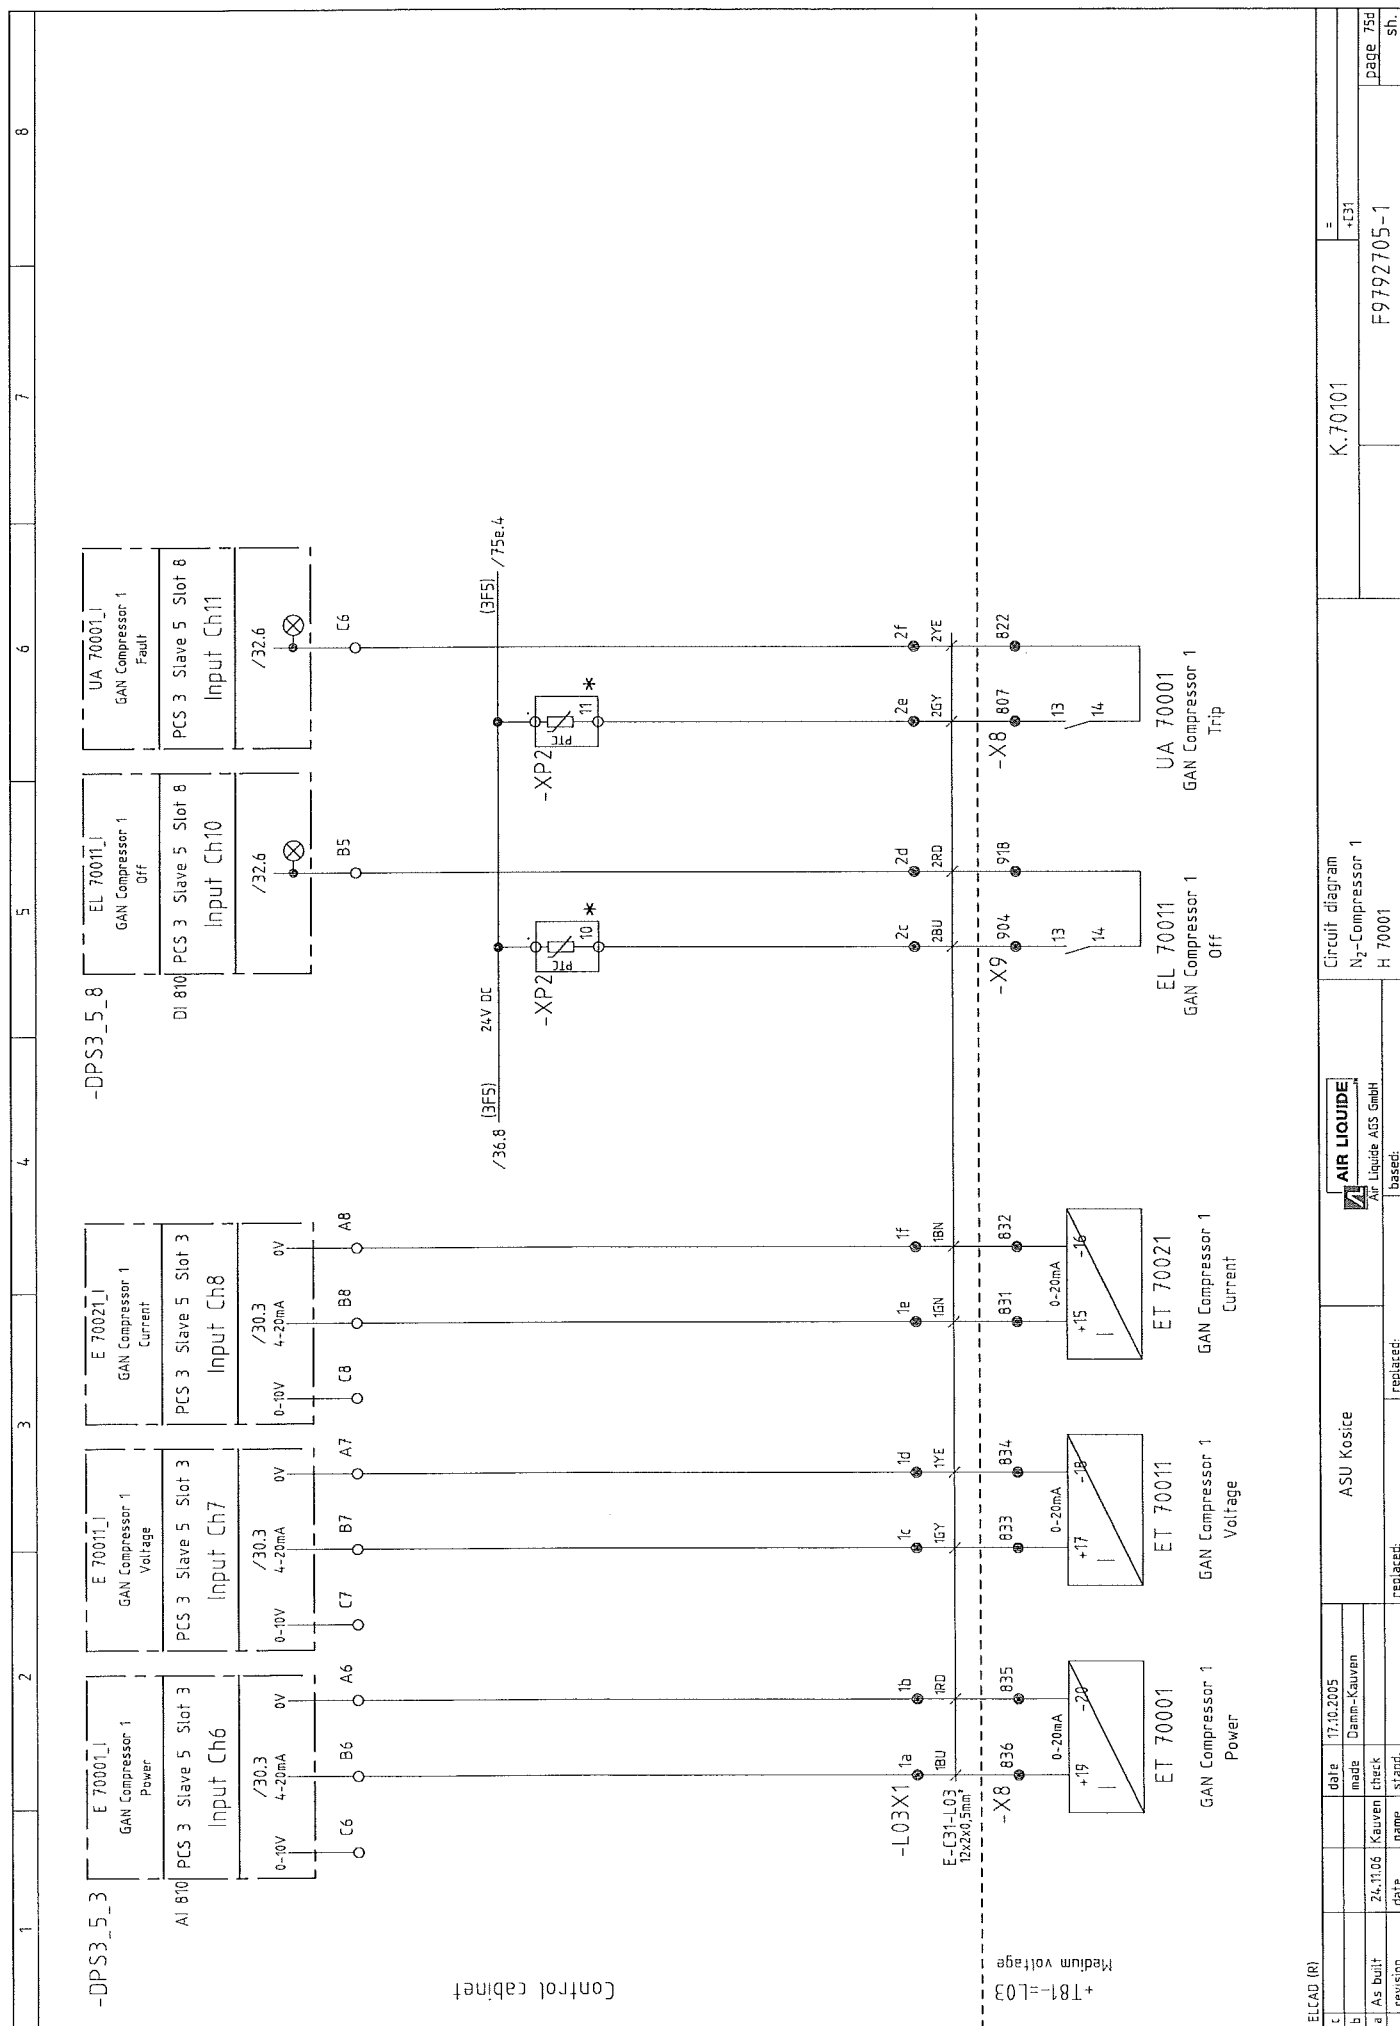 1 2 3 4 5 6 7 8
-DPS3_5_3
AI 810
E 70001_I
GAN Compressor 1
Power
PCS 3 Slave 5 Slot 3
Input Ch6
/30.3
0-10V 4-20mA 0V
C6 B6 A6
E 70011_I
GAN Compressor 1
Voltage
PCS 3 Slave 5 Slot 3
Input Ch7
/30.3
0-10V 4-20mA 0V
C7 B7 A7
E 70021_I
GAN Compressor 1
Current
PCS 3 Slave 5 Slot 3
Input Ch8
/30.3
0-10V 4-20mA 0V
C8 B8 A8
-DPS3_5_8
DI 810
EL 70011_I
GAN Compressor 1
Off
PCS 3 Slave 5 Slot 8
Input Ch10
/32.6
B5
UA 70001_I
GAN Compressor 1
Fault
PCS 3 Slave 5 Slot 8
Input Ch11
/32.6
C6
Control cabinet
/36.8 (3F5) 24V DC (3F5) /75e.4
-XP2 PTC 10 *
-XP2 PTC 11 *
-L03X1 1a 1b 1c 1d 1e 1f 2c 2d 2e 2f
1BU 1RD 1GY 1YE 1GN 1BN 2BU 2RD 2GY 2YE
E-C31-L03
12x2x0,5mm²
-X8 836 835 833 834 831 832 -X9 904 918 -X8 807 822
+T81-=L03
Medium voltage
0-20mA
+19 -20
I
ET 70001
GAN Compressor 1
Power
0-20mA
+17 -18
I
ET 70011
GAN Compressor 1
Voltage
0-20mA
+15 -16
I
ET 70021
GAN Compressor 1
Current
13
14
EL 70011
GAN Compressor 1
Off
13
14
UA 70001
GAN Compressor 1
Trip
ELCAD (R)
c
b
a As built 24.11.06 Kauven
revision date name
date 17.10.2005
made Damm-Kauven
check
stand.
ASU Kosice
replaced:
replaced:
AIR LIQUIDE
Air Liquide AGS GmbH
based:
Circuit diagram
N2-Compressor 1
H 70001
K.70101
=
+C31
F9792705-1
page 75d
sh.